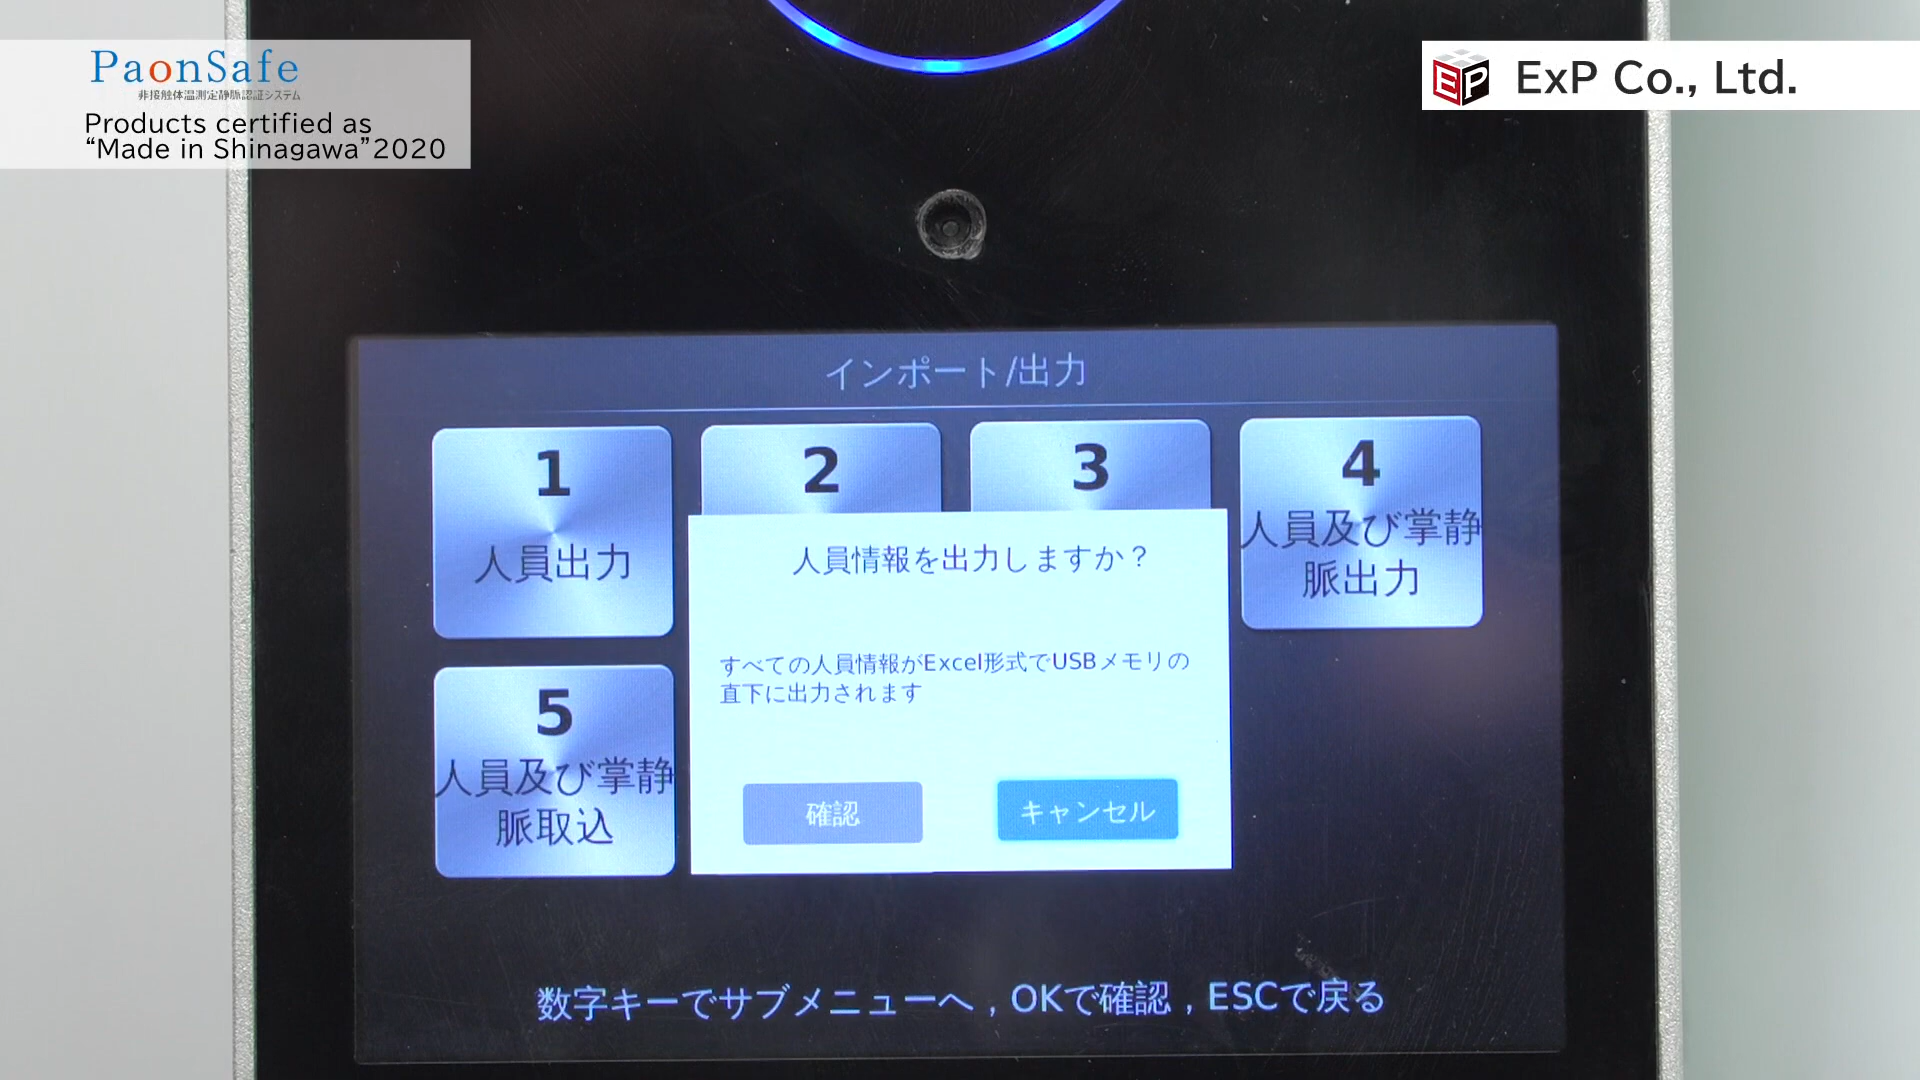 PaonSafe
非接触体温測定静脈認証システム
Products certified as
“Made in Shinagawa”2020
EP ExP Co., Ltd.
インポート/出力
1
人員出力
2
3
4
人員及び掌静
脈出力
人員情報を出力しますか？
すべての人員情報がExcel形式でUSBメモリの
直下に出力されます
確認
キャンセル
5
人員及び掌静
脈取込
数字キーでサブメニューへ，OKで確認，ESCで戻る